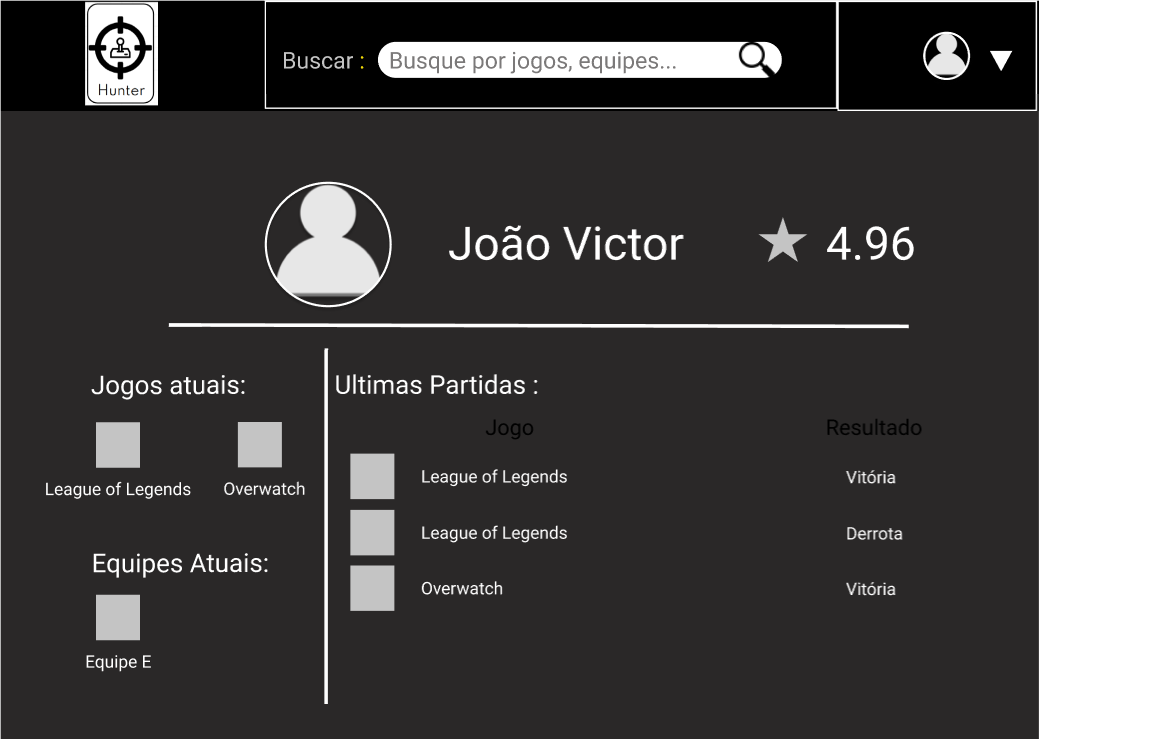 Hunter
Buscar :
Busque por jogos, equipes...
João Victor
4.96
Jogos atuais:
League of Legends
Overwatch
Equipes Atuais:
Equipe E
Ultimas Partidas :
Jogo Resultado
League of Legends Vitória
League of Legends Derrota
Overwatch Vitória